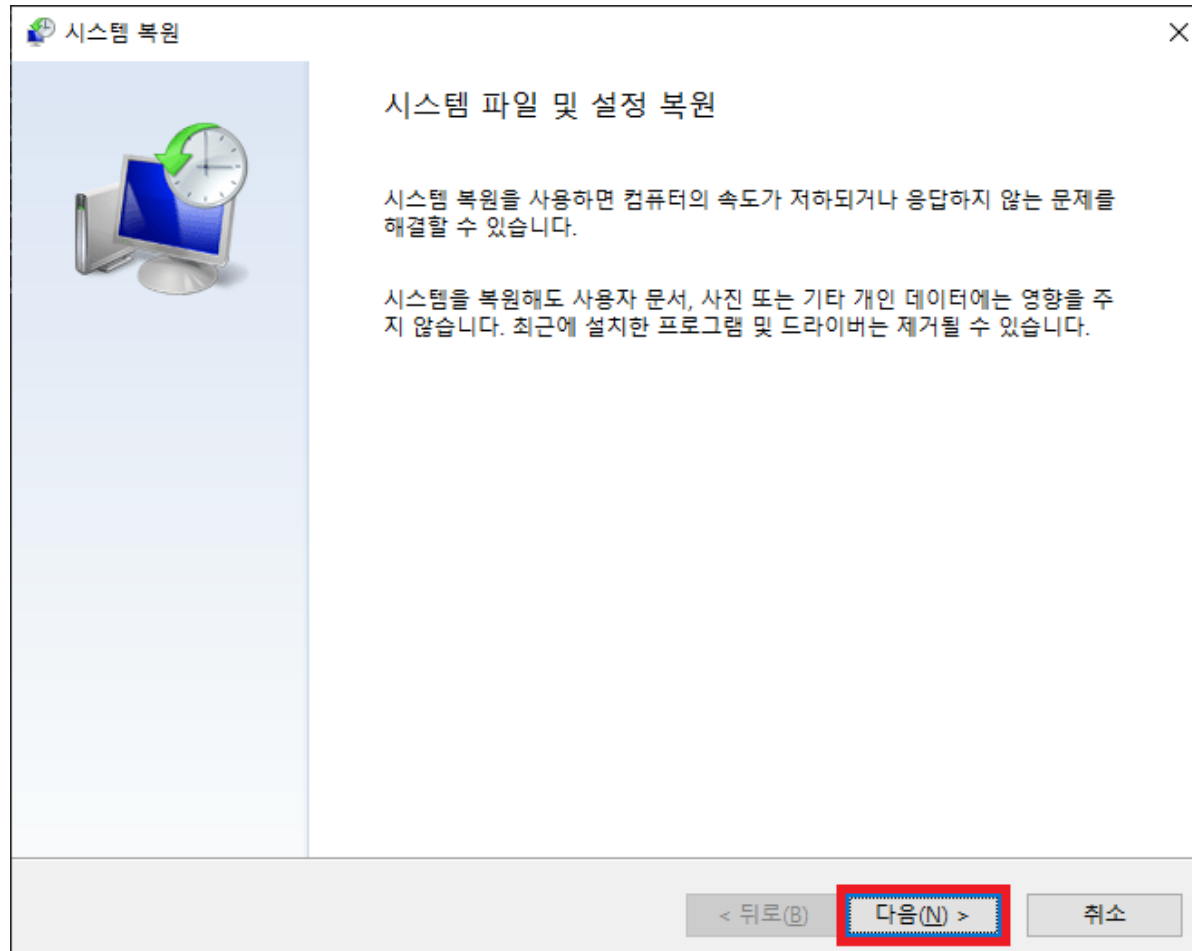 시스템 복원
시스템 파일 및 설정 복원
시스템 복원을 사용하면 컴퓨터의 속도가 저하되거나 응답하지 않는 문제를
해결할 수 있습니다.
시스템을 복원해도 사용자 문서, 사진 또는 기타 개인 데이터에는 영향을 주
지 않습니다. 최근에 설치한 프로그램 및 드라이버는 제거될 수 있습니다.
< 뒤로(B) 다음(N) > 취소